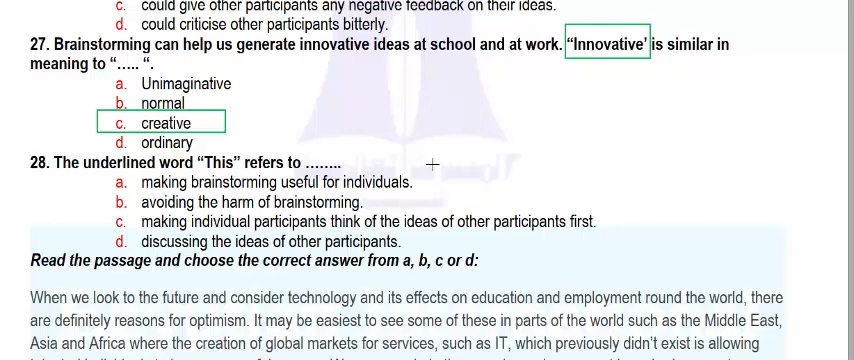 c. could give other participants any negative feedback on their ideas.
d. could criticise other participants bitterly.
27. Brainstorming can help us generate innovative ideas at school and at work. “Innovative’ is similar in
meaning to “..... “.
a. Unimaginative
b. normal
c. creative
d. ordinary
28. The underlined word “This” refers to ........
a. making brainstorming useful for individuals.
b. avoiding the harm of brainstorming.
c. making individual participants think of the ideas of other participants first.
d. discussing the ideas of other participants.
Read the passage and choose the correct answer from a, b, c or d:
When we look to the future and consider technology and its effects on education and employment round the world, there
are definitely reasons for optimism. It may be easiest to see some of these in parts of the world such as the Middle East,
Asia and Africa where the creation of global markets for services, such as IT, which previously didn’t exist is allowing